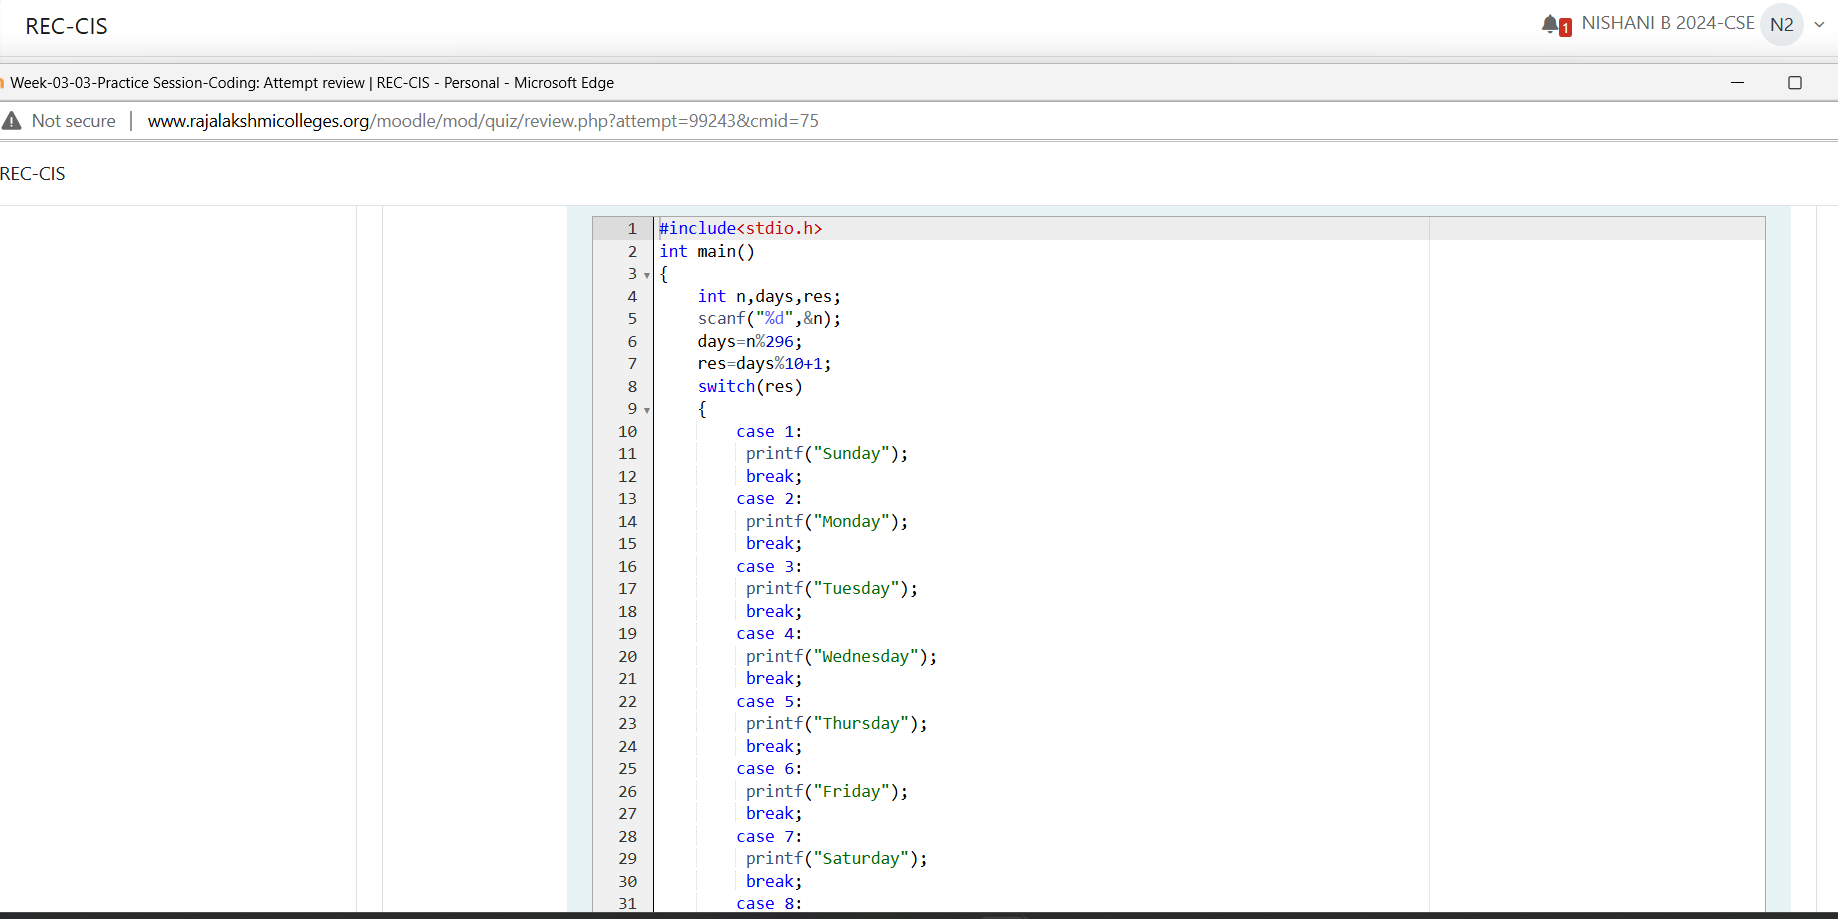 REC-CIS
1 NISHANI B 2024-CSE N2
Week-03-03-Practice Session-Coding: Attempt review | REC-CIS - Personal - Microsoft Edge
Not secure | www.rajalakshmicolleges.org/moodle/mod/quiz/review.php?attempt=99243&cmid=75
REC-CIS
1 #include<stdio.h>
2 int main()
3 {
4 int n,days,res;
5 scanf("%d",&n);
6 days=n%296;
7 res=days%10+1;
8 switch(res)
9 {
10 case 1:
11 printf("Sunday");
12 break;
13 case 2:
14 printf("Monday");
15 break;
16 case 3:
17 printf("Tuesday");
18 break;
19 case 4:
20 printf("Wednesday");
21 break;
22 case 5:
23 printf("Thursday");
24 break;
25 case 6:
26 printf("Friday");
27 break;
28 case 7:
29 printf("Saturday");
30 break;
31 case 8: